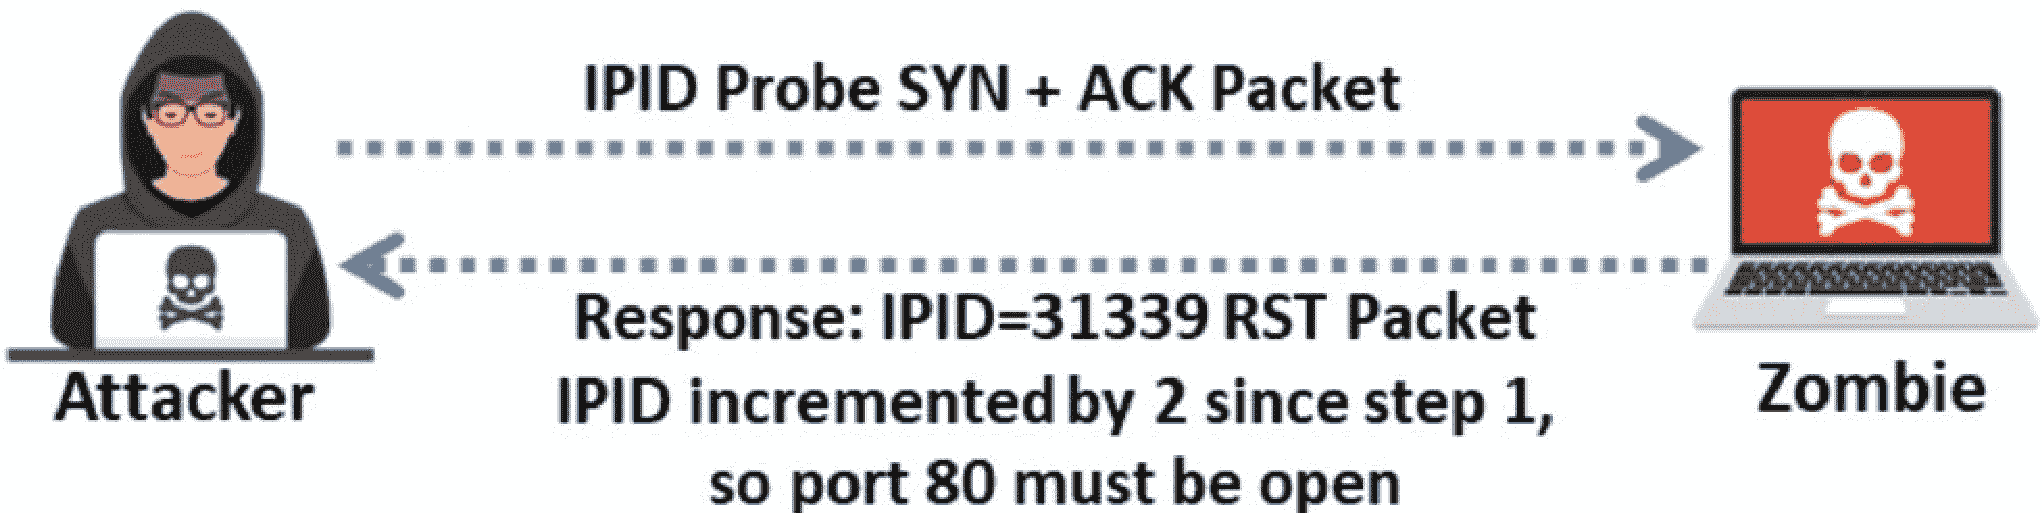 IPID Probe SYN + ACK Packet
Response: IPID=31339 RST Packet
IPID incremented by 2 since step 1,
so port 80 must be open
Attacker
Zombie